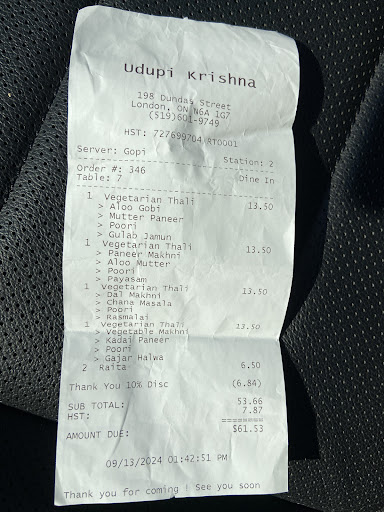 Udupi Krishna
198 Dundas Street
London, ON N6A 1G7
(519)601-9749
HST: 727699704 RT0001
Server: Gopi Station: 2
Order #: 346 Dine In
Table: 7
1 Vegetarian Thali 13.50
> Aloo Gobi
> Mutter Paneer
> Poori
> Gulab Jamun
1 Vegetarian Thali 13.50
> Paneer Makhni
> Aloo Mutter
> Poori
> Payasam
1 Vegetarian Thali 13.50
> Dal Makhni
> Chana Masala
> Poori
> Rasmalai
1 Vegetarian Thali 13.50
> Vegetable Makhni
> Kadai Paneer
> Poori
> Gajar Halwa
2 Raita 6.50
Thank You 10% Disc (6.84)
SUB TOTAL: 53.66
HST: 7.87
========
AMOUNT DUE: $61.53
09/13/2024 01:42:51 PM
Thank you for coming ! See you soon